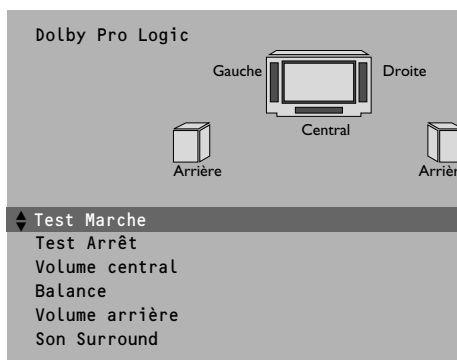 Dolby Pro Logic
Gauche
Droite
Central
Arrière
Arrièr
Test Marche
Test Arrêt
Volume central
Balance
Volume arrière
Son Surround